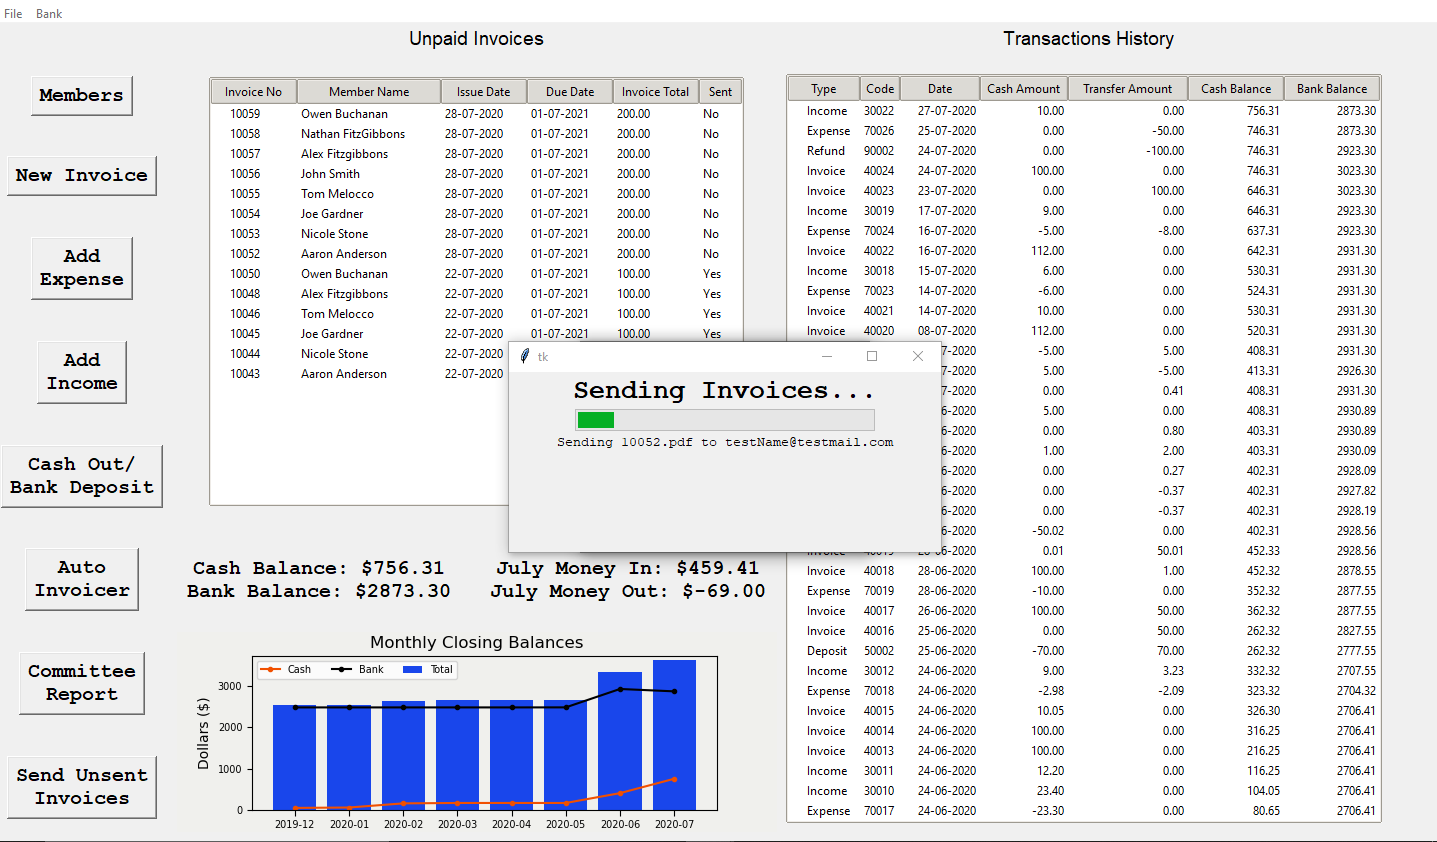 File Bank
Unpaid Invoices
Invoice No Member Name Issue Date Due Date Invoice Total Sent
10059 Owen Buchanan 28-07-2020 01-07-2021 200.00 No
10058 Nathan FitzGibbons 28-07-2020 01-07-2021 200.00 No
10057 Alex Fitzgibbons 28-07-2020 01-07-2021 200.00 No
10056 John Smith 28-07-2020 01-07-2021 200.00 No
10055 Tom Melocco 28-07-2020 01-07-2021 200.00 No
10054 Joe Gardner 28-07-2020 01-07-2021 200.00 No
10053 Nicole Stone 28-07-2020 01-07-2021 200.00 No
10052 Aaron Anderson 28-07-2020 01-07-2021 200.00 No
10050 Owen Buchanan 22-07-2020 01-07-2021 100.00 Yes
10048 Alex Fitzgibbons 22-07-2020 01-07-2021 100.00 Yes
10046 Tom Melocco 22-07-2020 01-07-2021 100.00 Yes
10045 Joe Gardner 22-07-2020 01-07-2021 100.00 Yes
10044 Nicole Stone 22-07-2020
10043 Aaron Anderson 22-07-2020
Transactions History
Type Code Date Cash Amount Transfer Amount Cash Balance Bank Balance
Income 30022 27-07-2020 10.00 0.00 756.31 2873.30
Expense 70026 25-07-2020 0.00 -50.00 746.31 2873.30
Refund 90002 24-07-2020 0.00 -100.00 746.31 2923.30
Invoice 40024 24-07-2020 100.00 0.00 746.31 3023.30
Invoice 40023 23-07-2020 0.00 100.00 646.31 3023.30
Income 30019 17-07-2020 9.00 0.00 646.31 2923.30
Expense 70024 16-07-2020 -5.00 -8.00 637.31 2923.30
Invoice 40022 16-07-2020 112.00 0.00 642.31 2931.30
Income 30018 15-07-2020 6.00 0.00 530.31 2931.30
Expense 70023 14-07-2020 -6.00 0.00 524.31 2931.30
Invoice 40021 14-07-2020 10.00 0.00 530.31 2931.30
Invoice 40020 08-07-2020 112.00 0.00 520.31 2931.30
7-2020 -5.00 5.00 408.31 2931.30
7-2020 5.00 -5.00 413.31 2926.30
7-2020 0.00 0.41 408.31 2931.30
6-2020 5.00 0.00 408.31 2930.89
6-2020 0.00 0.80 403.31 2930.89
6-2020 1.00 2.00 403.31 2930.09
6-2020 0.00 0.27 402.31 2928.09
6-2020 0.00 -0.37 402.31 2927.82
6-2020 0.00 -0.37 402.31 2928.19
6-2020 -50.02 0.00 402.31 2928.56
Invoice 40019 6-2020 0.01 50.01 452.33 2928.56
Invoice 40018 28-06-2020 100.00 1.00 452.32 2878.55
Expense 70019 28-06-2020 -10.00 0.00 352.32 2877.55
Invoice 40017 26-06-2020 100.00 50.00 362.32 2877.55
Invoice 40016 25-06-2020 0.00 50.00 262.32 2827.55
Deposit 50002 25-06-2020 -70.00 70.00 262.32 2777.55
Income 30012 24-06-2020 9.00 3.23 332.32 2707.55
Expense 70018 24-06-2020 -2.98 -2.09 323.32 2704.32
Invoice 40015 24-06-2020 10.05 0.00 326.30 2706.41
Invoice 40014 24-06-2020 100.00 0.00 316.25 2706.41
Invoice 40013 24-06-2020 100.00 0.00 216.25 2706.41
Income 30011 24-06-2020 12.20 0.00 116.25 2706.41
Income 30010 24-06-2020 23.40 0.00 104.05 2706.41
Expense 70017 24-06-2020 -23.30 0.00 80.65 2706.41
Members
New Invoice
Add
Expense
Add
Income
Cash Out/
Bank Deposit
Auto
Invoicer
Committee
Report
Send Unsent
Invoices
tk
Sending Invoices...
Sending 10052.pdf to testName@testmail.com
Cash Balance: $756.31 July Money In: $459.41
Bank Balance: $2873.30 July Money Out: $-69.00
Monthly Closing Balances
Cash Bank Total
Dollars ($)
3000
2000
1000
0
2019-12 2020-01 2020-02 2020-03 2020-04 2020-05 2020-06 2020-07